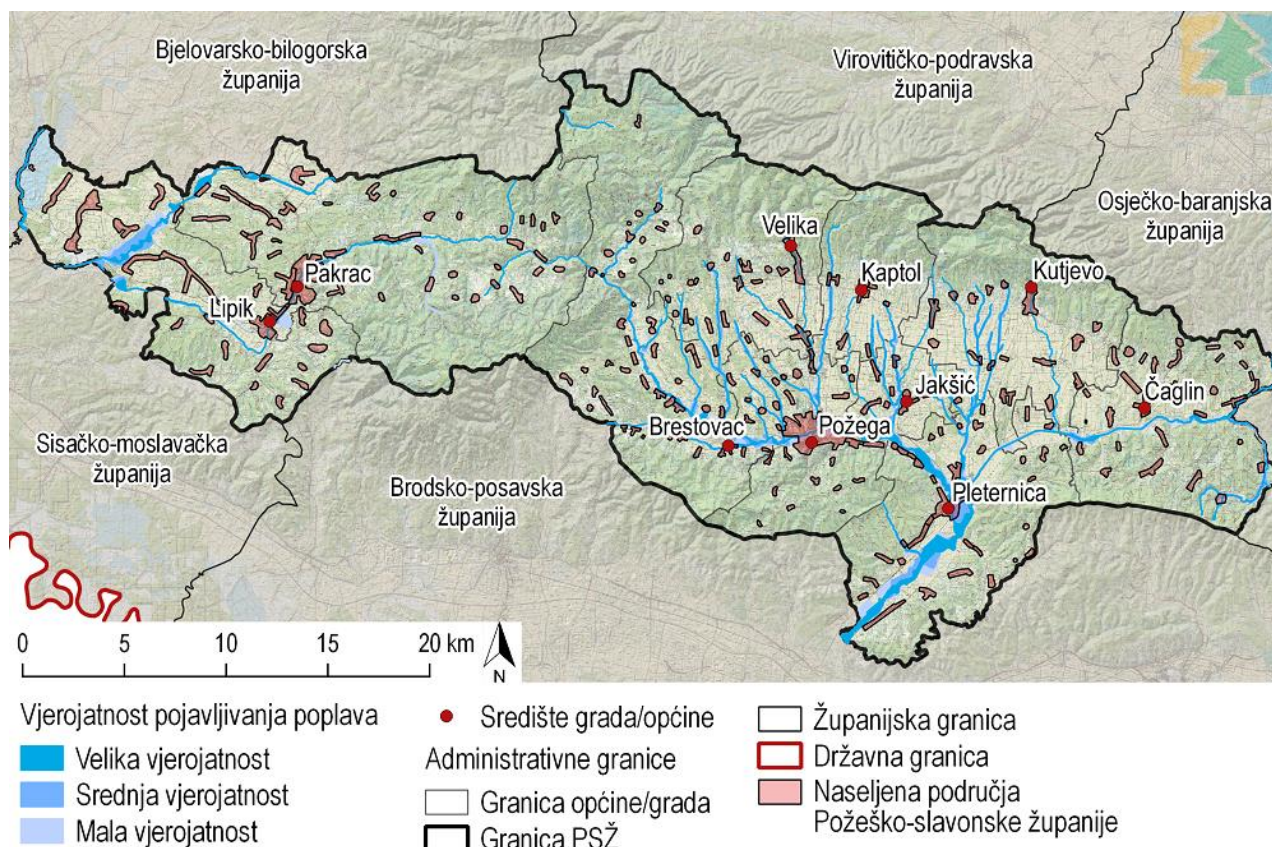 Bjelovarsko-bilogorska
županija
Virovitičko-podravska
županija
Osječko-baranjska
županija
Velika
Kaptol
Kutjevo
Pakrac
Lipik
Jakšić
Čaglin
Brestovac
Požega
Pleternica
Sisačko-moslavačka
županija
Brodsko-posavska
županija
0 5 10 15 20 km
N
Vjerojatnost pojavljivanja poplava
Velika vjerojatnost
Srednja vjerojatnost
Mala vjerojatnost
Središte grada/općine
Administrativne granice
Granica općine/grada
Granica PSŽ
Županijska granica
Državna granica
Naseljena područja
Požeško-slavonske županije